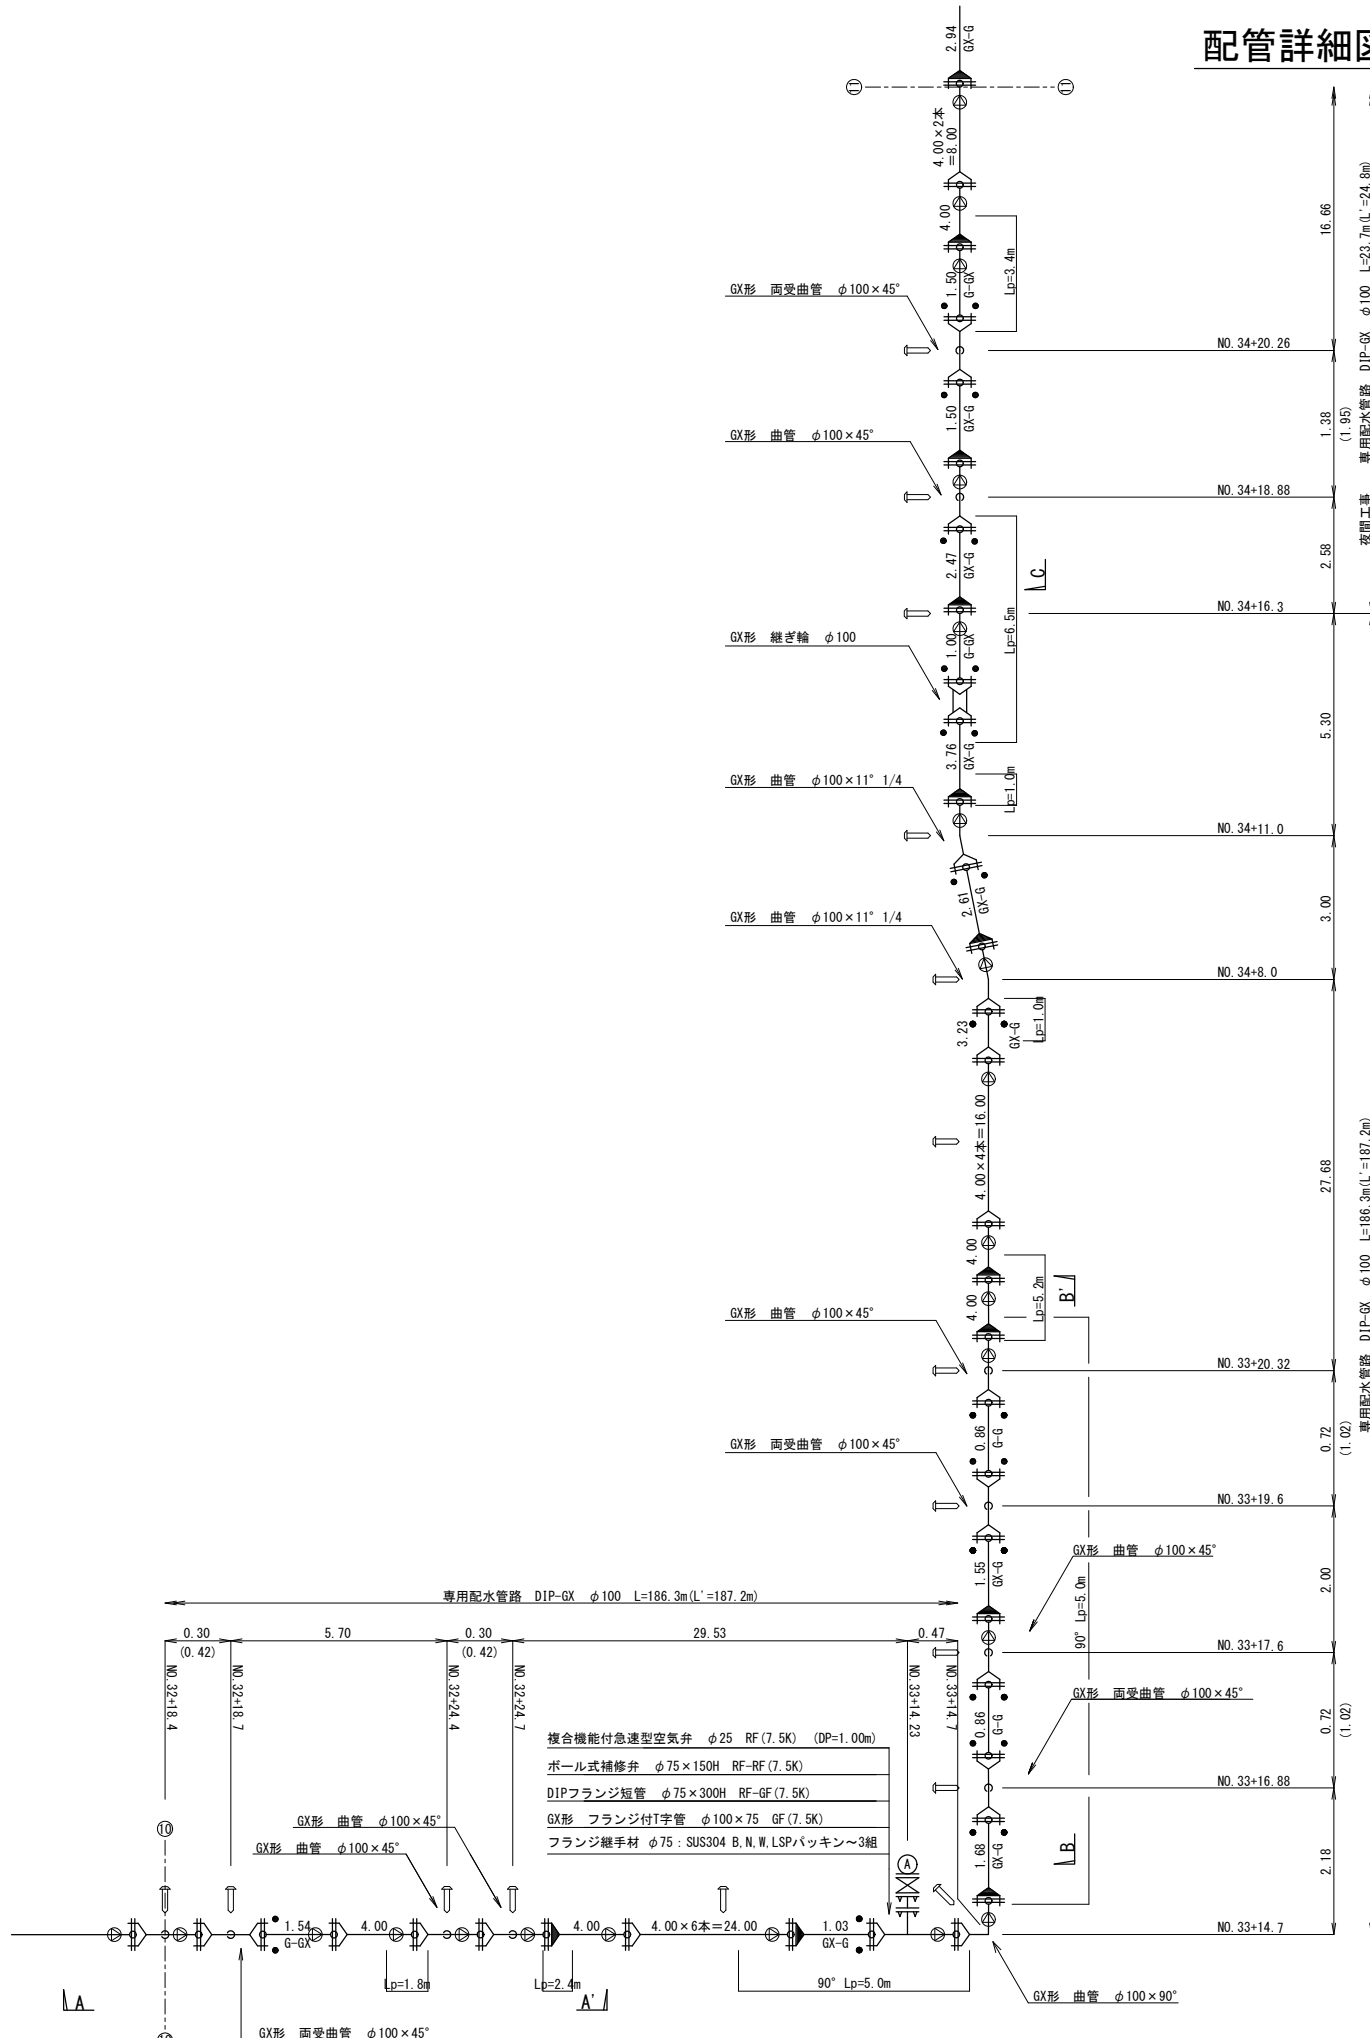 配管詳細図
2.94
GX-G
⑪
⑪
4.00×2本
=8.00
4.00
Lp=3.4m
1.50
G-GX
16.66
夜間工事 専用配水管路 DIP-GX φ100 L=23.7m(L'=24.8m)
GX形 両受曲管 φ100×45°
NO.34+20.26
1.50
GX-G
1.38
(1.95)
GX形 曲管 φ100×45°
NO.34+18.88
2.47
GX-G
2.58
C
Lp=6.5m
NO.34+16.3
GX形 継ぎ輪 φ100
1.00
G-GX
5.30
3.76
GX-G
Lp=1.0m
GX形 曲管 φ100×11° 1/4
NO.34+11.0
2.61
GX-G
3.00
GX形 曲管 φ100×11° 1/4
NO.34+8.0
3.23
GX-G
Lp=1.0m
4.00×4本=16.00
27.68
専用配水管路 DIP-GX φ100 L=186.3m(L'=187.2m)
4.00
4.00
Lp=5.2m
B'
GX形 曲管 φ100×45°
NO.33+20.32
0.86
G-G
0.72
(1.02)
GX形 両受曲管 φ100×45°
NO.33+19.6
1.55
GX-G
GX形 曲管 φ100×45°
2.00
90° Lp=5.0m
NO.33+17.6
GX形 両受曲管 φ100×45°
0.86
G-G
0.72
(1.02)
NO.33+16.88
1.68
GX-G
B
2.18
NO.33+14.7
専用配水管路 DIP-GX φ100 L=186.3m(L'=187.2m)
0.30
(0.42)
5.70
0.30
(0.42)
29.53
0.47
NO.32+18.4
NO.32+18.7
NO.32+24.4
NO.32+24.7
NO.33+14.23
NO.33+14.7
複合機能付急速型空気弁 φ25 RF(7.5K) (DP=1.00m)
ボール式補修弁 φ75×150H RF-RF(7.5K)
DIPフランジ短管 φ75×300H RF-GF(7.5K)
GX形 フランジ付T字管 φ100×75 GF(7.5K)
フランジ継手材 φ75:SUS304 B,N,W,LSPパッキン〜3組
⑩
GX形 曲管 φ100×45°
GX形 曲管 φ100×45°
A
1.54
G-GX
4.00
4.00
4.00×6本=24.00
1.03
GX-G
Lp=1.8m
Lp=2.4m
90° Lp=5.0m
A
A'
GX形 曲管 φ100×90°
GX形 両受曲管 φ100×45°